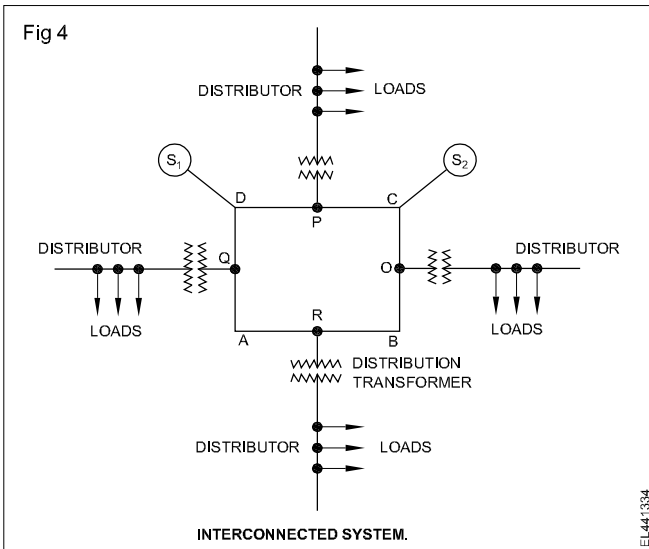 Fig 4
DISTRIBUTOR
LOADS
S1
S2
D
C
P
DISTRIBUTOR
DISTRIBUTOR
Q
O
LOADS
LOADS
R
A
B
DISTRIBUTION
TRANSFORMER
DISTRIBUTOR
LOADS
INTERCONNECTED SYSTEM.
EL441334